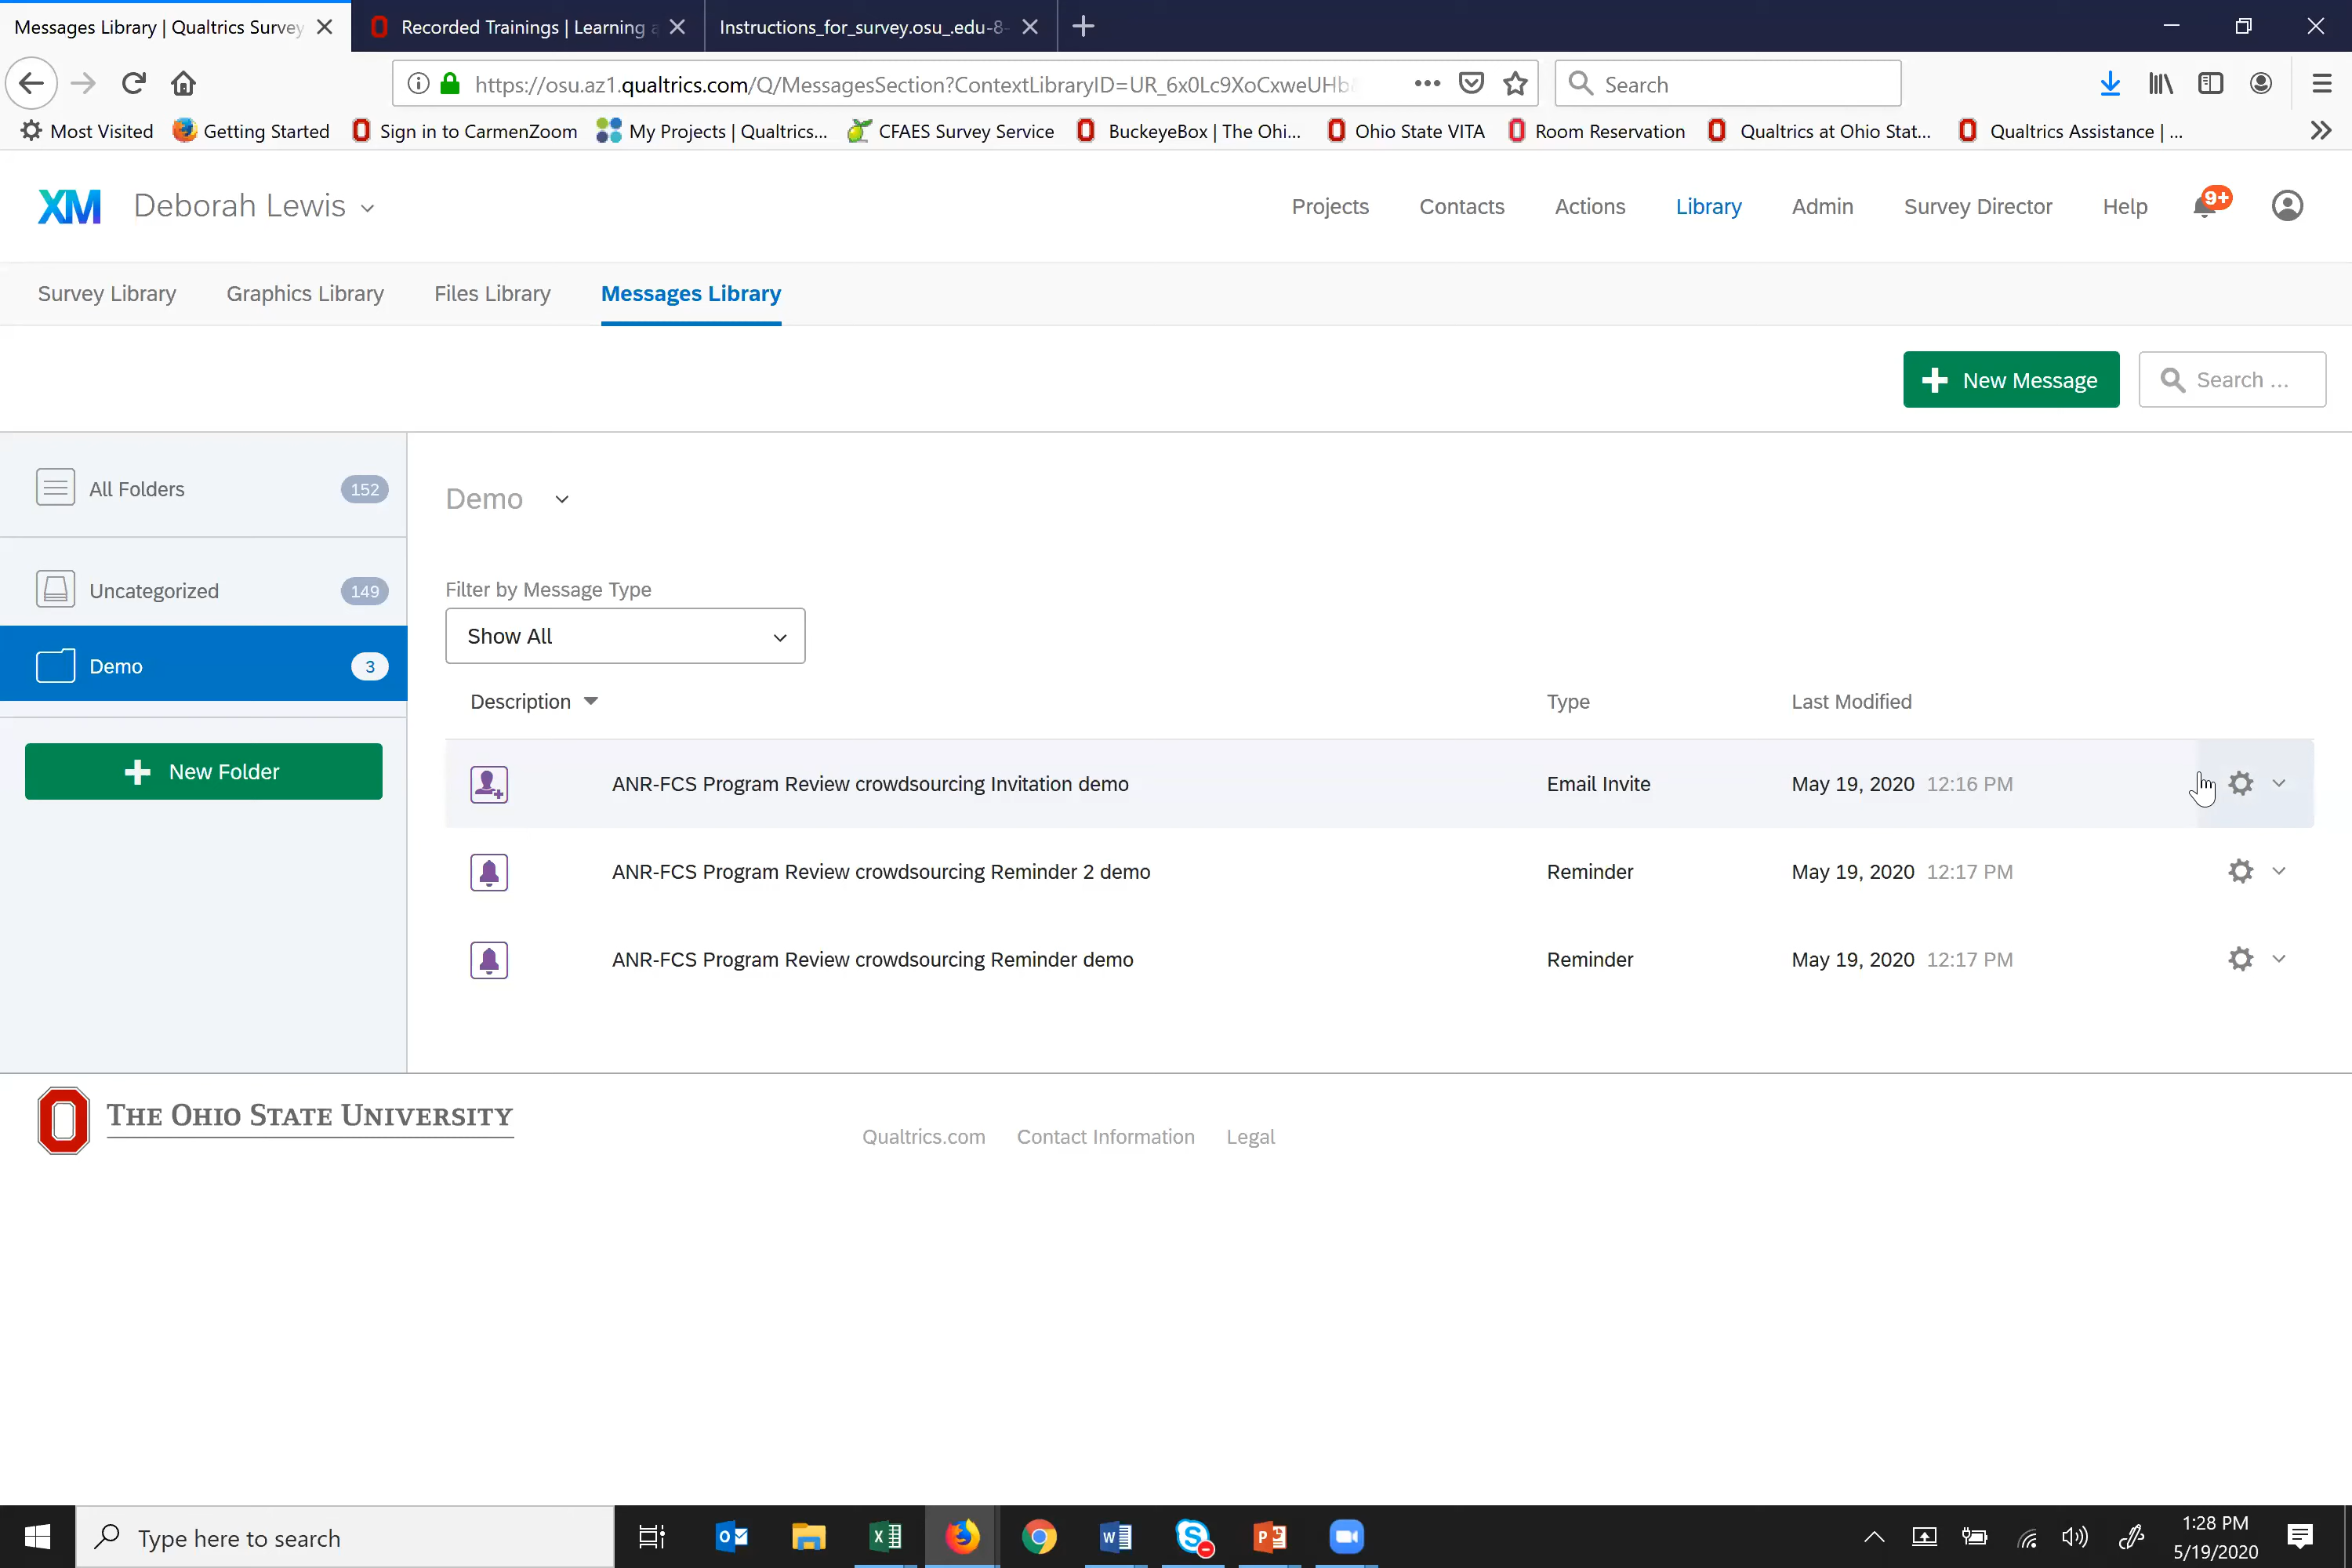 Messages Library | Qualtrics Survey
Recorded Trainings | Learning a
Instructions_for_survey.osu_.edu-8-
https://osu.az1.qualtrics.com/Q/MessagesSection?ContextLibraryID=UR_6x0Lc9XoCxweUHb
Search
Most Visited
Getting Started
Sign in to CarmenZoom
My Projects | Qualtrics...
CFAES Survey Service
BuckeyeBox | The Ohi...
Ohio State VITA
Room Reservation
Qualtrics at Ohio Stat...
Qualtrics Assistance | ...
XM
Deborah Lewis
Projects
Contacts
Actions
Library
Admin
Survey Director
Help
9+
Survey Library
Graphics Library
Files Library
Messages Library
New Message
Search ...
All Folders 152
Uncategorized 149
Demo 3
New Folder
Demo
Filter by Message Type
Show All
Description Type Last Modified
ANR-FCS Program Review crowdsourcing Invitation demo Email Invite May 19, 2020 12:16 PM
ANR-FCS Program Review crowdsourcing Reminder 2 demo Reminder May 19, 2020 12:17 PM
ANR-FCS Program Review crowdsourcing Reminder demo Reminder May 19, 2020 12:17 PM
THE OHIO STATE UNIVERSITY
Qualtrics.com
Contact Information
Legal
Type here to search
1:28 PM
5/19/2020